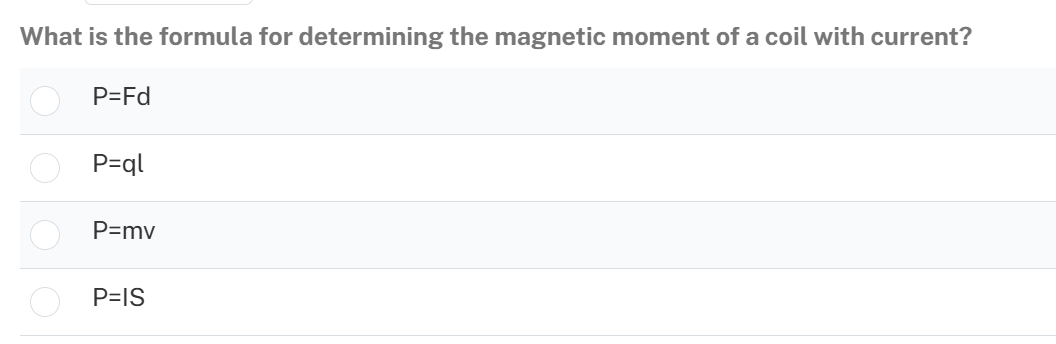 What is the formula for determining the magnetic moment of a coil with current?
P=Fd
P=ql
P=mv
P=IS